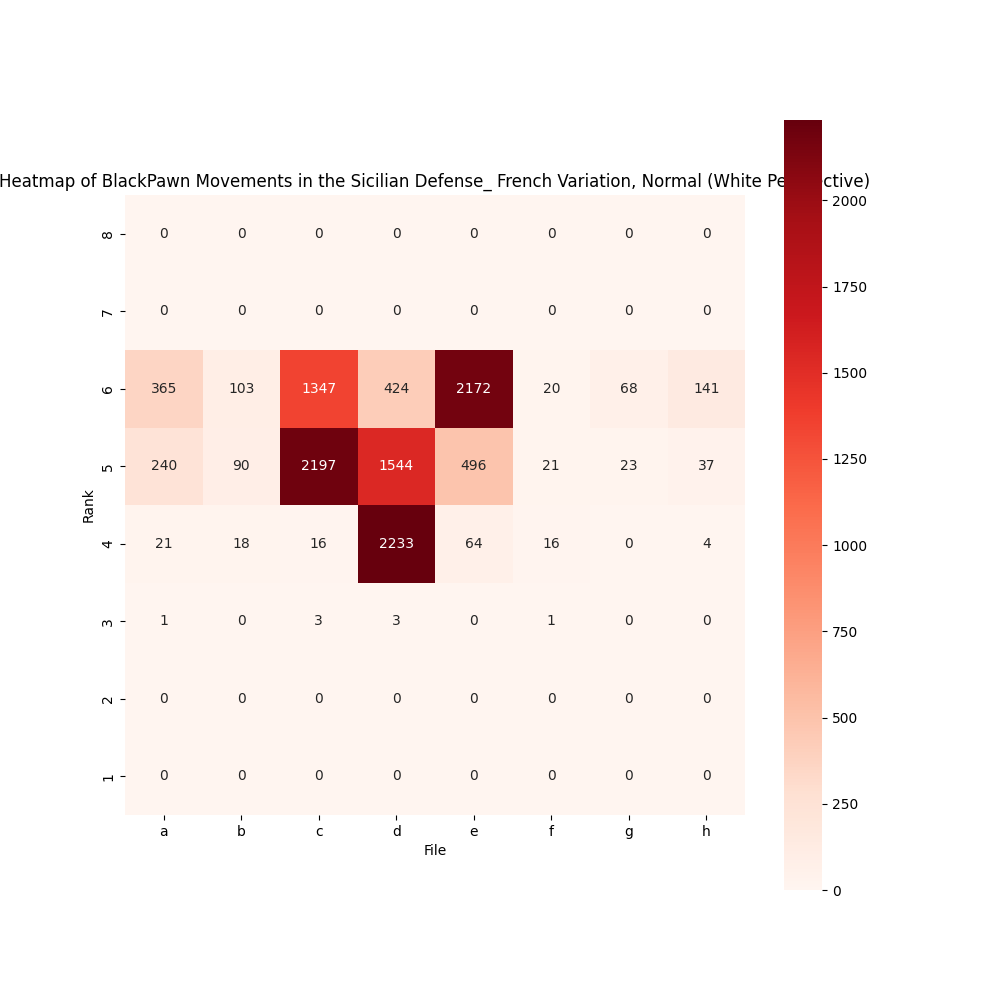 Heatmap of BlackPawn Movements in the Sicilian Defense_ French Variation, Normal (White Pe ctive)
2000
1750
1500
1250
1000
750
500
250
0
Rank
8 0 0 0 0 0 0 0 0
7 0 0 0 0 0 0 0 0
6 365 103 1347 424 2172 20 68 141
5 240 90 2197 1544 496 21 23 37
4 21 18 16 2233 64 16 0 4
3 1 0 3 3 0 1 0 0
2 0 0 0 0 0 0 0 0
1 0 0 0 0 0 0 0 0
a b c d e f g h
File